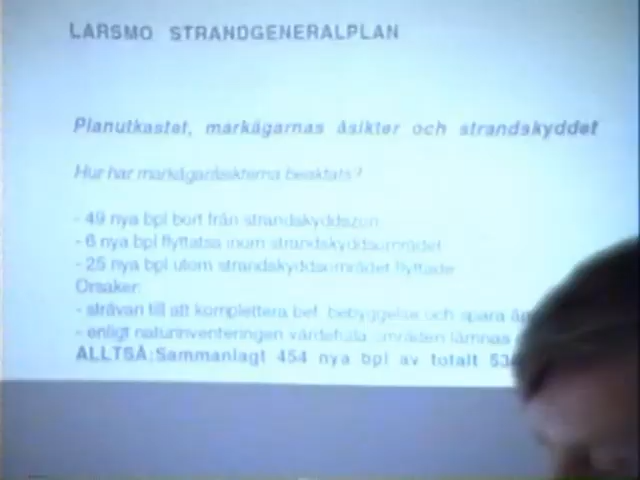 LARSMO STRANDGENERALPLAN
Planutkastet, markägarnas åsikter och strandskyddet
Hur har markägaråsikterna beaktats?
- 49 nya bpl bort från strandskyddszon
- 6 nya bpl flyttats inom strandskyddsområdet
- 25 nya bpl utom strandskyddsområdet flyttade
Orsaker:
- strävan till att komplettera bef. bebyggelse och spara
- enligt naturinventeringen värdefulla områden lämnas
ALLTSÅ:Sammanlagt 454 nya bpl av totalt